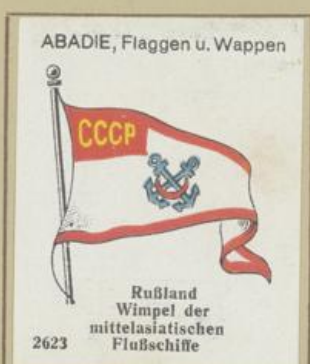 ABADIE, Flaggen u. Wappen
CCCP
Rußland
Wimpel der
mittelasiatischen
2623 Flußschiffe